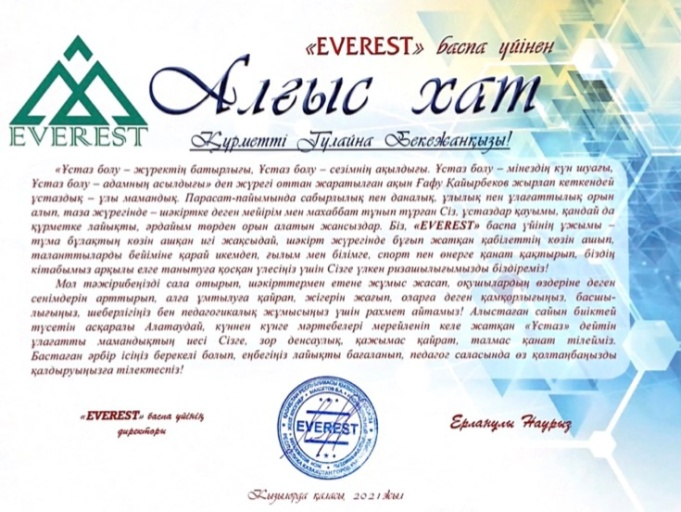 «EVEREST» баспа үйінен
Алғыс хат
EVEREST
Құрметті Гулайна Бекежанқызы!
«Ұстаз болу – жүректің батырлығы, Ұстаз болу – сезімнің ақылдығы. Ұстаз болу – мінездің күн шуағы,
Ұстаз болу – адамның асылдығы» деп жүрегі оттан жаратылған ақын Ғафу Қайырбеков жырлап кеткендей
ұстаздық – ұлы мамандық. Парасат-пайымында сабырлылық пен даналық, ұлылық пен ұлағаттылық орын
алып, таза жүрегінде – шәкіртке деген мейірім мен махаббат тұнып тұрған Сіз, ұстаздар қауымы, қандай да
құрметке лайықты, әрдайым төрден орын алатын жансыздар. Біз, «EVEREST» баспа үйінің ұжымы –
тұма бұлақтың көзін ашқан игі жақсыдай, шәкірт жүрегінде бұғып жатқан қабілеттің көзін ашып,
таланттыларды бейіміне қарай икемдеп, ғылым мен білімге, спорт пен өнерге қанат қақтырып, біздің
кітабымыз арқылы елге танытуға қосқан үлесіңіз үшін Сізге үлкен ризашылығымызды білдіреміз!
Мол тәжірибеңізді сала отырып, шәкірттермен етене жұмыс жасап, оқушылардың өздеріне деген
сенімдерін арттырып, алға ұмтылуға қайрап, жігерін жағып, оларға деген қамқорлығыңыз, басшы-
лығыңыз, шеберлігіңіз бен педагогикалық жұмысыңыз үшін рахмет айтамыз! Алыстаған сайын биіктей
түсетін асқаралы Алатаудай, күннен күнге мәртебелері мерейленіп келе жатқан «Ұстаз» дейтін
ұлағатты мамандықтың иесі Сізге, зор денсаулық, қажымас қайрат, талмас қанат тілейміз.
Бастаған әрбір ісіңіз берекелі болып, еңбегіңіз лайықты бағаланып, педагог саласында өз қолтаңбаңызды
қалдыруыңызға тілектеспіз!
«EVEREST» баспа үйінің
директоры
EVEREST
Ерланұлы Наурыз
Қызылорда қаласы, 2021 жыл